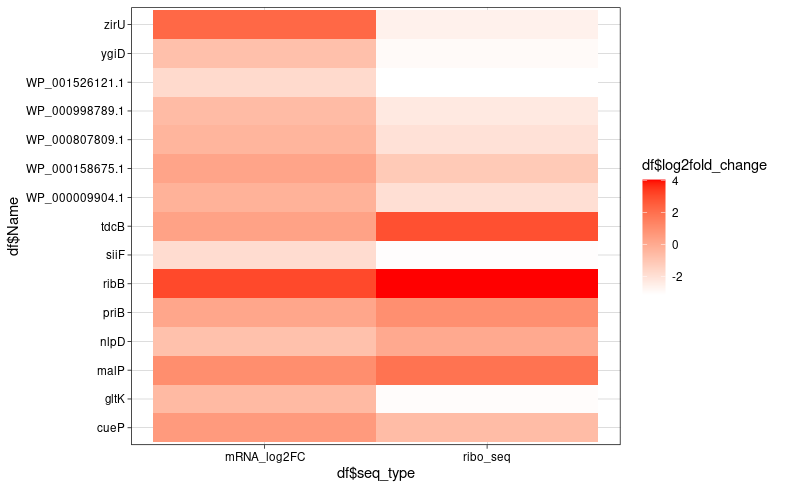 df$Name
zirU
ygiD
WP_001526121.1
WP_000998789.1
WP_000807809.1
WP_000158675.1
WP_000009904.1
tdcB
siiF
ribB
priB
nlpD
malP
gltK
cueP
mRNA_log2FC
ribo_seq
df$seq_type
df$log2fold_change
4
2
0
-2